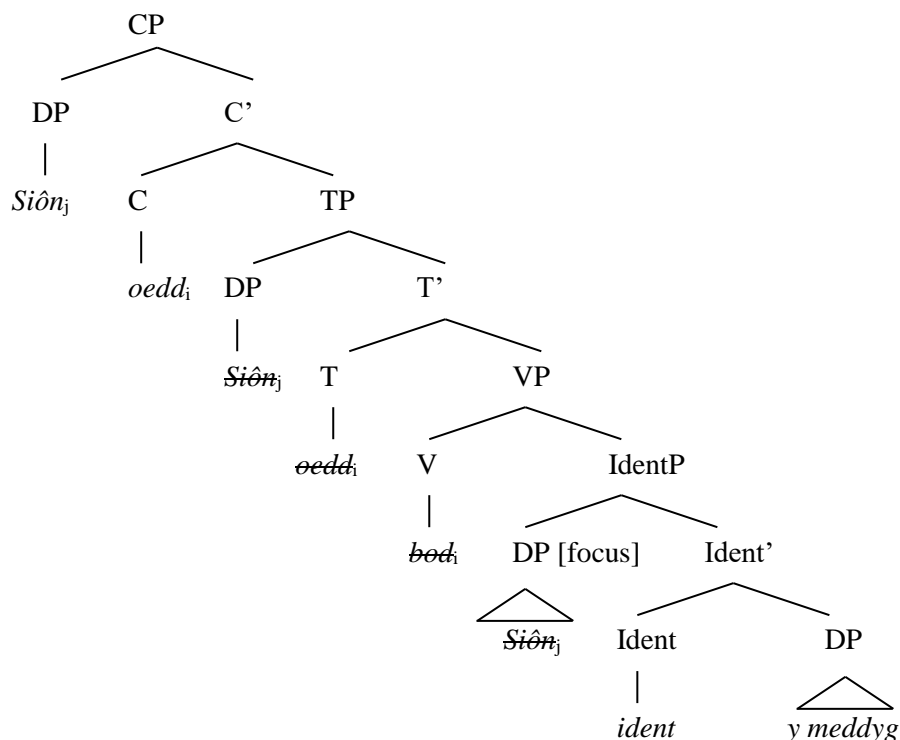 CP
DP C’
Siônj C TP
oeddi DP T’
Siônj T VP
oeddi V IdentP
bodi DP [focus] Ident’
Siônj Ident DP
ident y meddyg